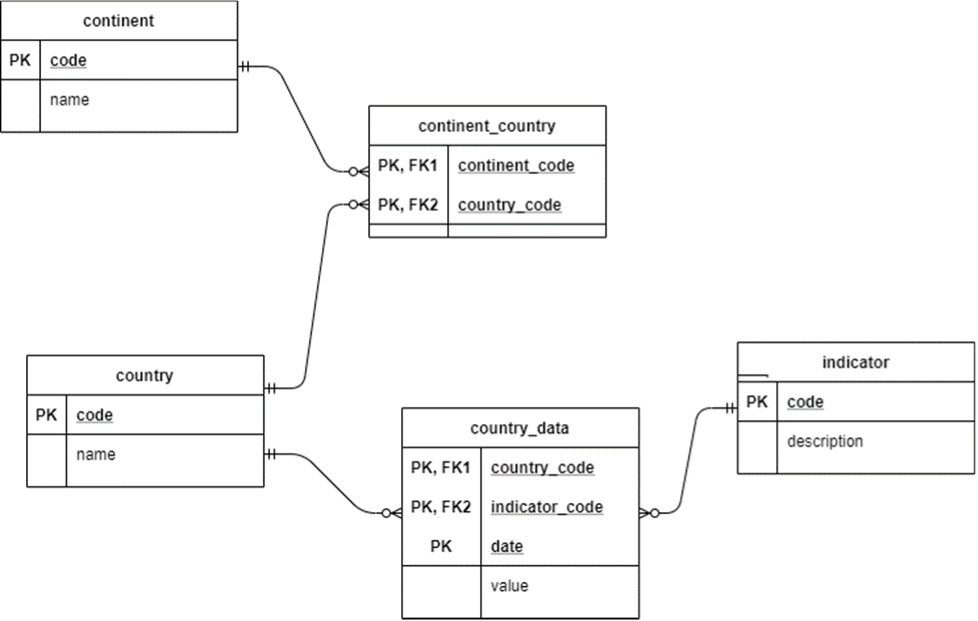 continent
PK code
name
continent_country
PK, FK1 continent_code
PK, FK2 country_code
country
PK code
name
country_data
PK, FK1 country_code
PK, FK2 indicator_code
PK date
value
indicator
PK code
description